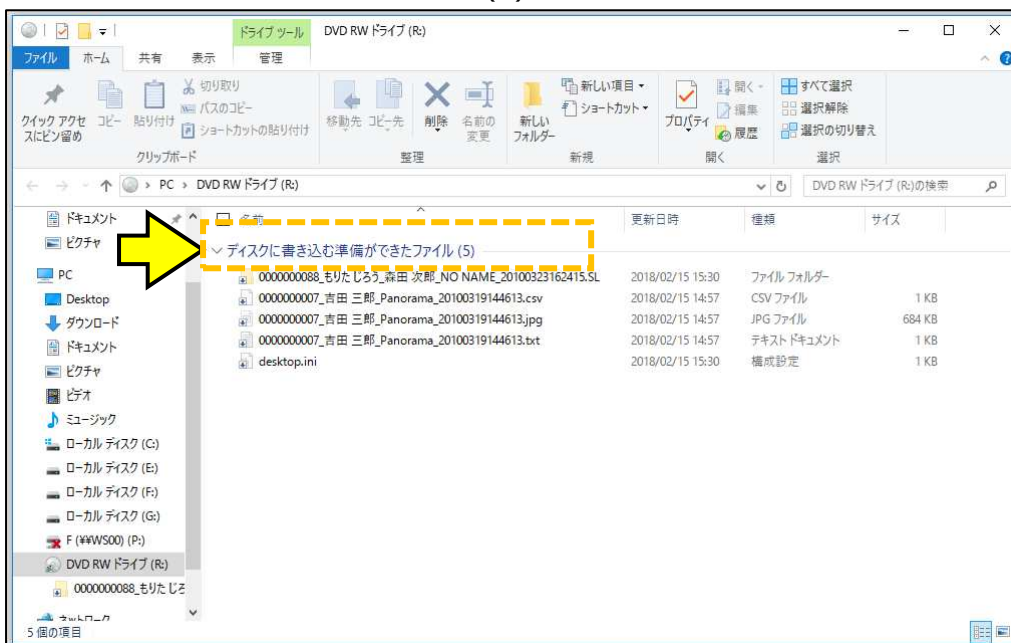 ドライブ ツール
DVD RW ドライブ (R:)
ファイル ホーム 共有 表示 管理
クイック アクセスにピン留め
コピー
貼り付け
切り取り
パスのコピー
ショートカットの貼り付け
クリップボード
移動先
コピー先
削除
名前の変更
整理
新しいフォルダー
新しい項目
ショートカット
新規
プロパティ
開く
編集
履歴
開く
すべて選択
選択解除
選択の切り替え
選択
PC › DVD RW ドライブ (R:)
DVD RW ドライブ (R:)の検索
名前 更新日時 種類 サイズ
ディスクに書き込む準備ができたファイル (5)
0000000088_もりた じろう_森田 次郎_NO NAME_20100323162415.SL 2018/02/15 15:30 ファイル フォルダー
0000000007_吉田 三郎_Panorama_20100319144613.csv 2018/02/15 14:57 CSV ファイル 1 KB
0000000007_吉田 三郎_Panorama_20100319144613.jpg 2018/02/15 14:57 JPG ファイル 684 KB
0000000007_吉田 三郎_Panorama_20100319144613.txt 2018/02/15 14:57 テキスト ドキュメント 1 KB
desktop.ini 2018/02/15 15:30 構成設定 1 KB
ドキュメント
ピクチャ
PC
Desktop
ダウンロード
ドキュメント
ピクチャ
ビデオ
ミュージック
ローカル ディスク (C:)
ローカル ディスク (E:)
ローカル ディスク (F:)
ローカル ディスク (G:)
F (¥¥WS00) (P:)
DVD RW ドライブ (R:)
0000000088_もりた じろ
ネットワーク
5 個の項目